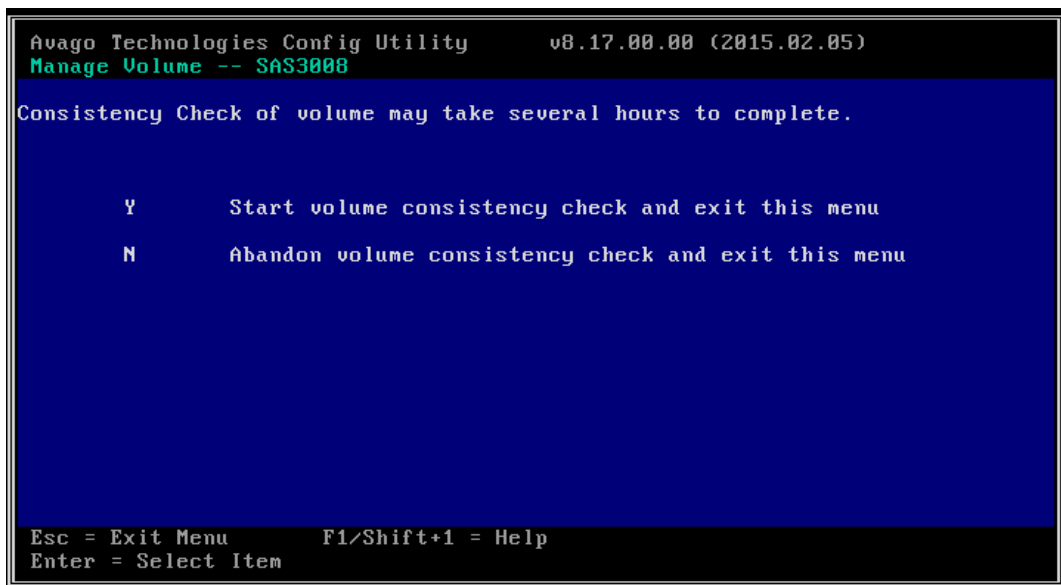 Avago Technologies Config Utility v8.17.00.00 (2015.02.05)
Manage Volume -- SAS3008
Consistency Check of volume may take several hours to complete.
Y Start volume consistency check and exit this menu
N Abandon volume consistency check and exit this menu
Esc = Exit Menu F1/Shift+1 = Help
Enter = Select Item